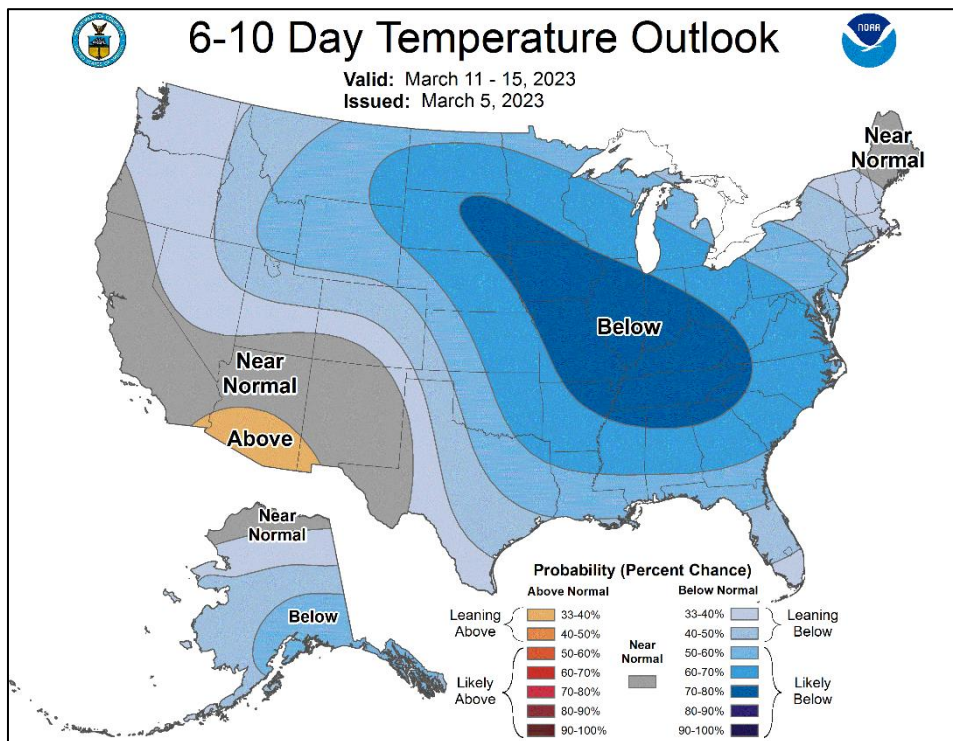 6-10 Day Temperature Outlook
NOAA
Valid: March 11 - 15, 2023
Issued: March 5, 2023
Near
Normal
Below
Near
Normal
Above
Near
Normal
Below
Probability (Percent Chance)
Above Normal
Below Normal
Leaning
Above
33-40%
40-50%
Near
Normal
33-40%
40-50%
Leaning
Below
Likely
Above
50-60%
60-70%
70-80%
80-90%
90-100%
50-60%
60-70%
70-80%
80-90%
90-100%
Likely
Below